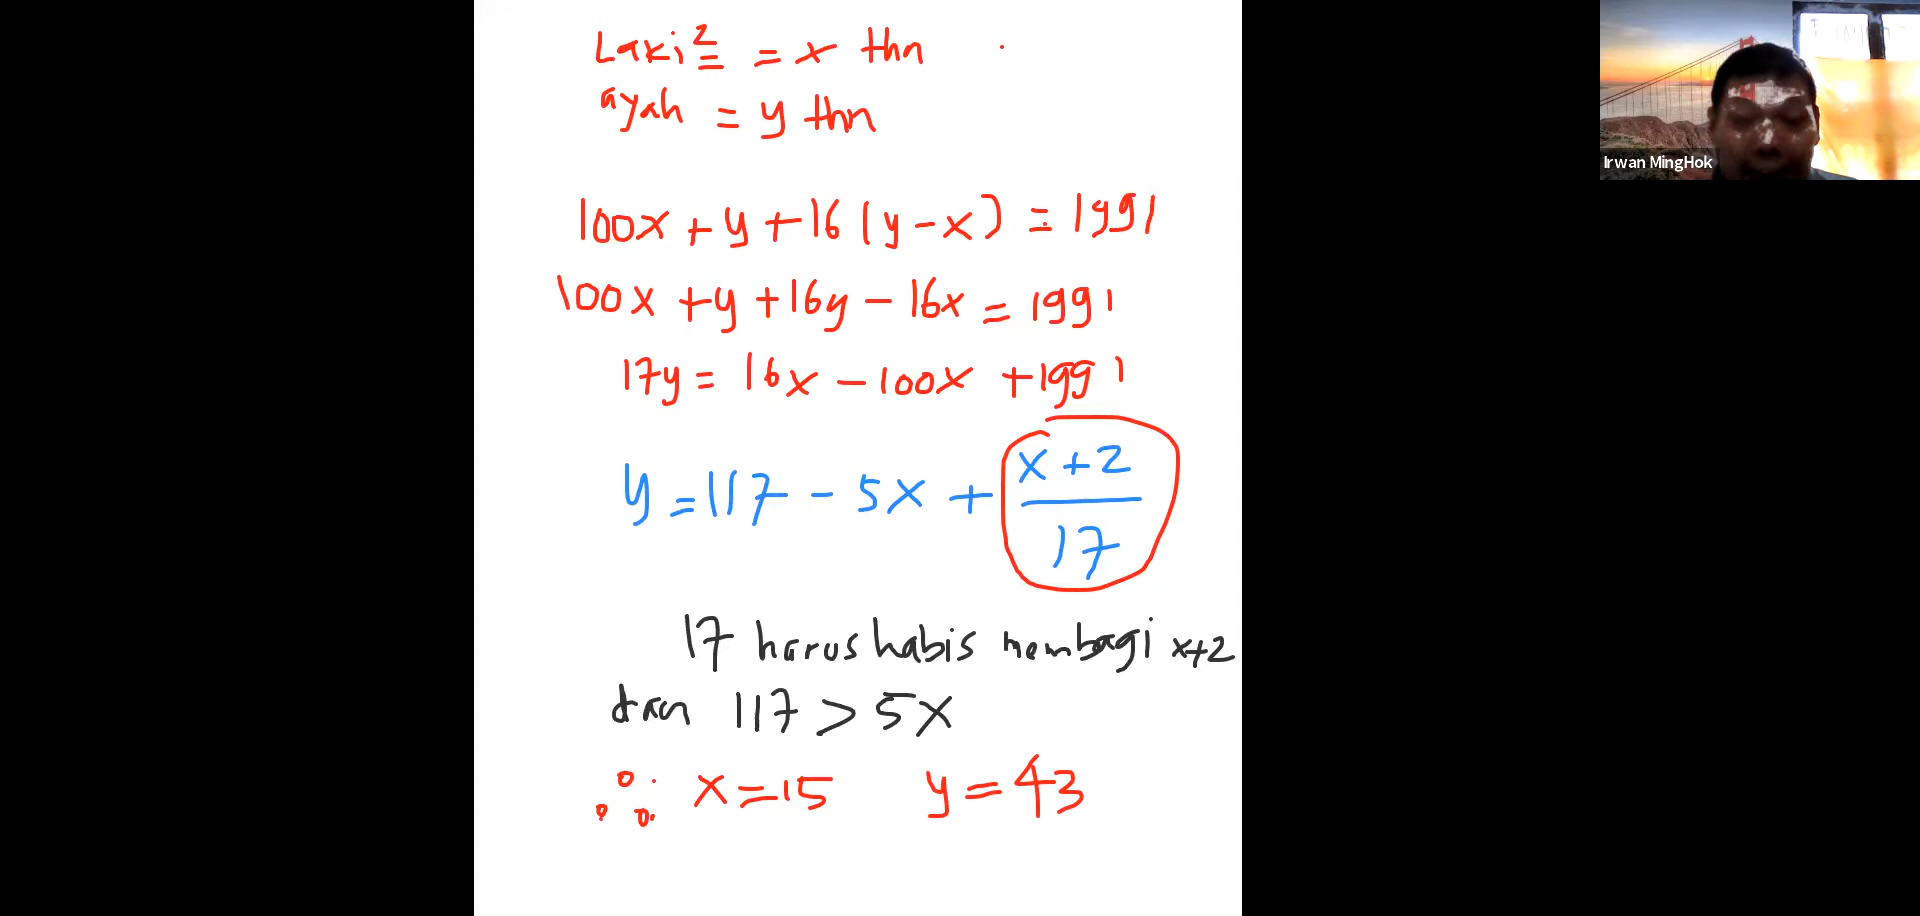 Laki² = x thn
ayah = y thn
100x + y + 16 (y - x) = 1991
100x + y + 16y - 16x = 1991
17y = 16x - 100x + 1991
y = 117 - 5x + (x+2)/17
17 harus habis membagi x+2
dan 117 > 5x
∴ x = 15 y = 43
Irwan MingHok